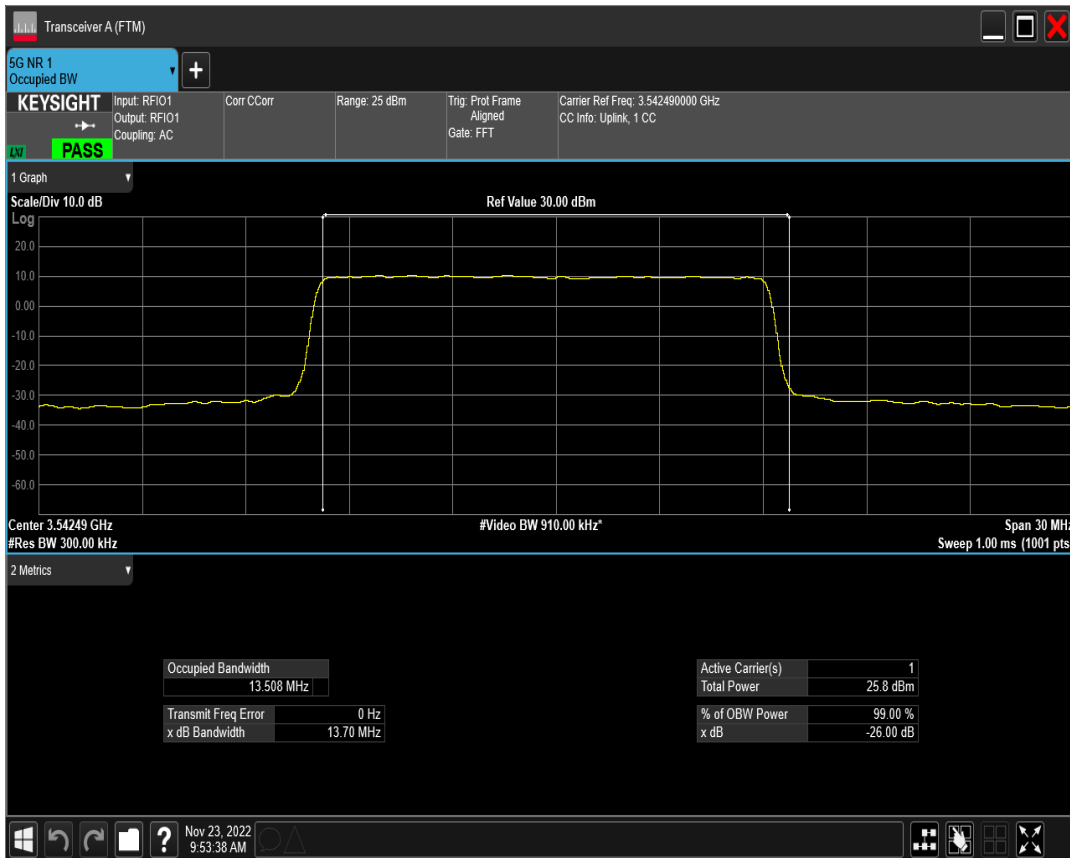 Transceiver A (FTM)
5G NR 1
Occupied BW
+
KEYSIGHT
LXI
PASS
Input: RFIO1
Output: RFIO1
Coupling: AC
Corr CCorr
Range: 25 dBm
Trig: Prot Frame
Aligned
Gate: FFT
Carrier Ref Freq: 3.542490000 GHz
CC Info: Uplink, 1 CC
1 Graph
Scale/Div 10.0 dB
Ref Value 30.00 dBm
Log
20.0
10.0
0.00
-10.0
-20.0
-30.0
-40.0
-50.0
-60.0
Center 3.54249 GHz
#Video BW 910.00 kHz*
Span 30 MHz
#Res BW 300.00 kHz
Sweep 1.00 ms (1001 pts
2 Metrics
Occupied Bandwidth
13.508 MHz
Transmit Freq Error 0 Hz
x dB Bandwidth 13.70 MHz
Active Carrier(s) 1
Total Power 25.8 dBm
% of OBW Power 99.00 %
x dB -26.00 dB
?
Nov 23, 2022
9:53:38 AM